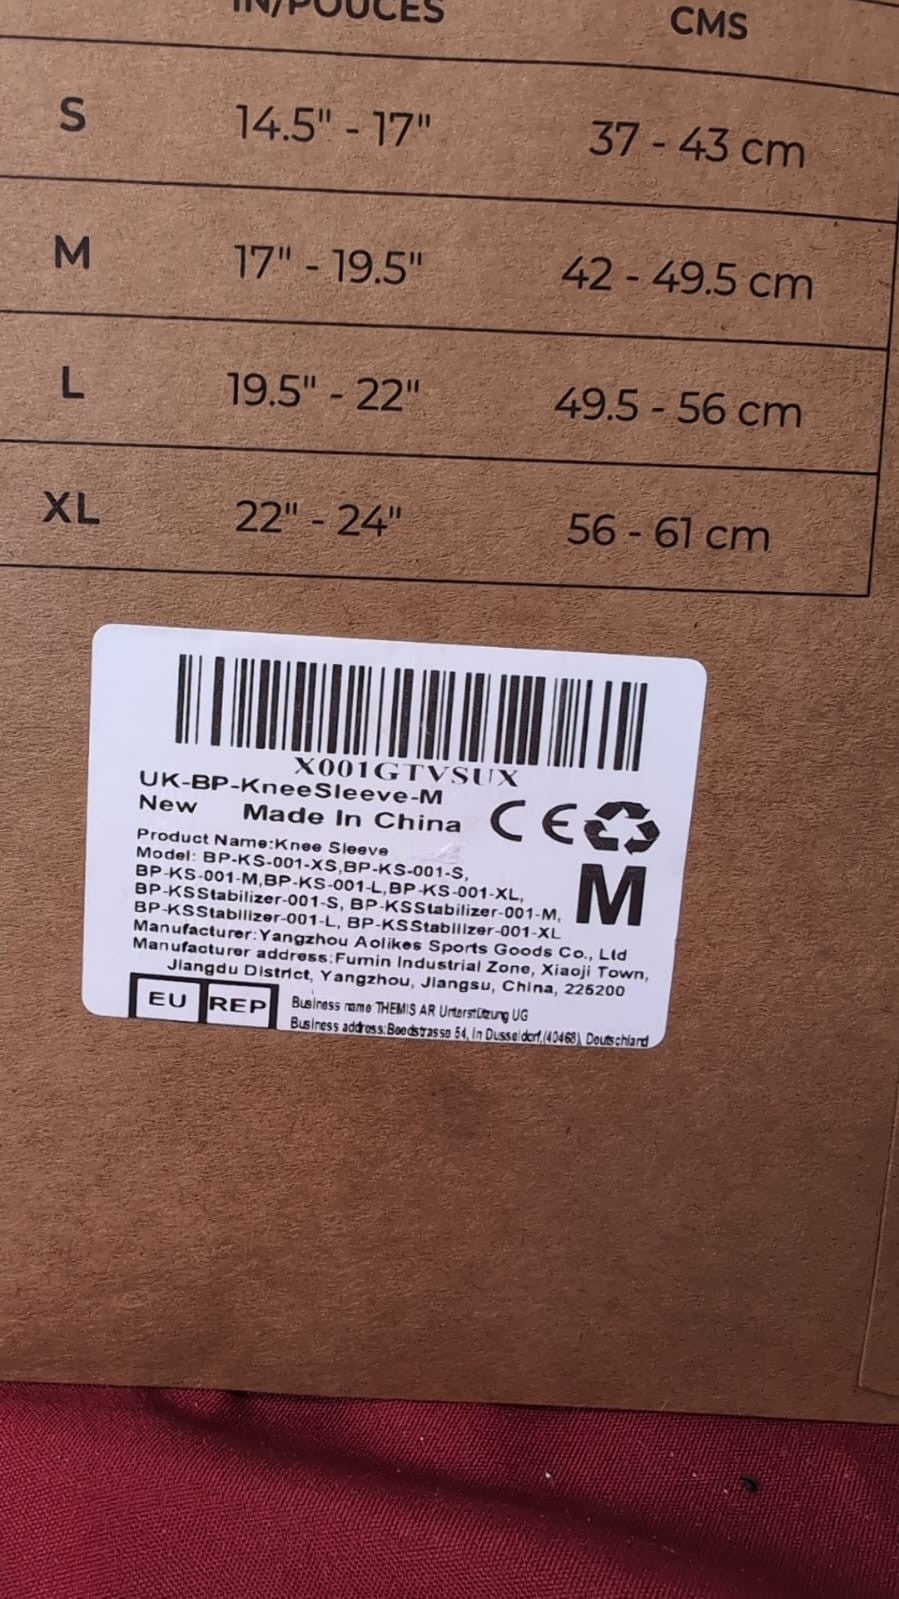 IN/POUCES CMS
S 14.5" - 17" 37 - 43 cm
M 17" - 19.5" 42 - 49.5 cm
L 19.5" - 22" 49.5 - 56 cm
XL 22" - 24" 56 - 61 cm
X001GTVSUX
UK-BP-KneeSleeve-M
New Made In China CE
Product Name:Knee Sleeve
Model: BP-KS-001-XS,BP-KS-001-S,
BP-KS-001-M,BP-KS-001-L,BP-KS-001-XL,
BP-KSStabilizer-001-S, BP-KSStabilizer-001-M,
BP-KSStabilizer-001-L, BP-KSStabilizer-001-XL
M
Manufacturer:Yangzhou Aolikes Sports Goods Co., Ltd
Manufacturer address:Fumin Industrial Zone, Xiaoji Town,
Jiangdu District, Yangzhou, Jiangsu, China, 225200
EU REP
Business name THEMIS AR Unterstützung UG
Business address:Beedstrasse 54, in Dusseldorf,(40468), Deutschland